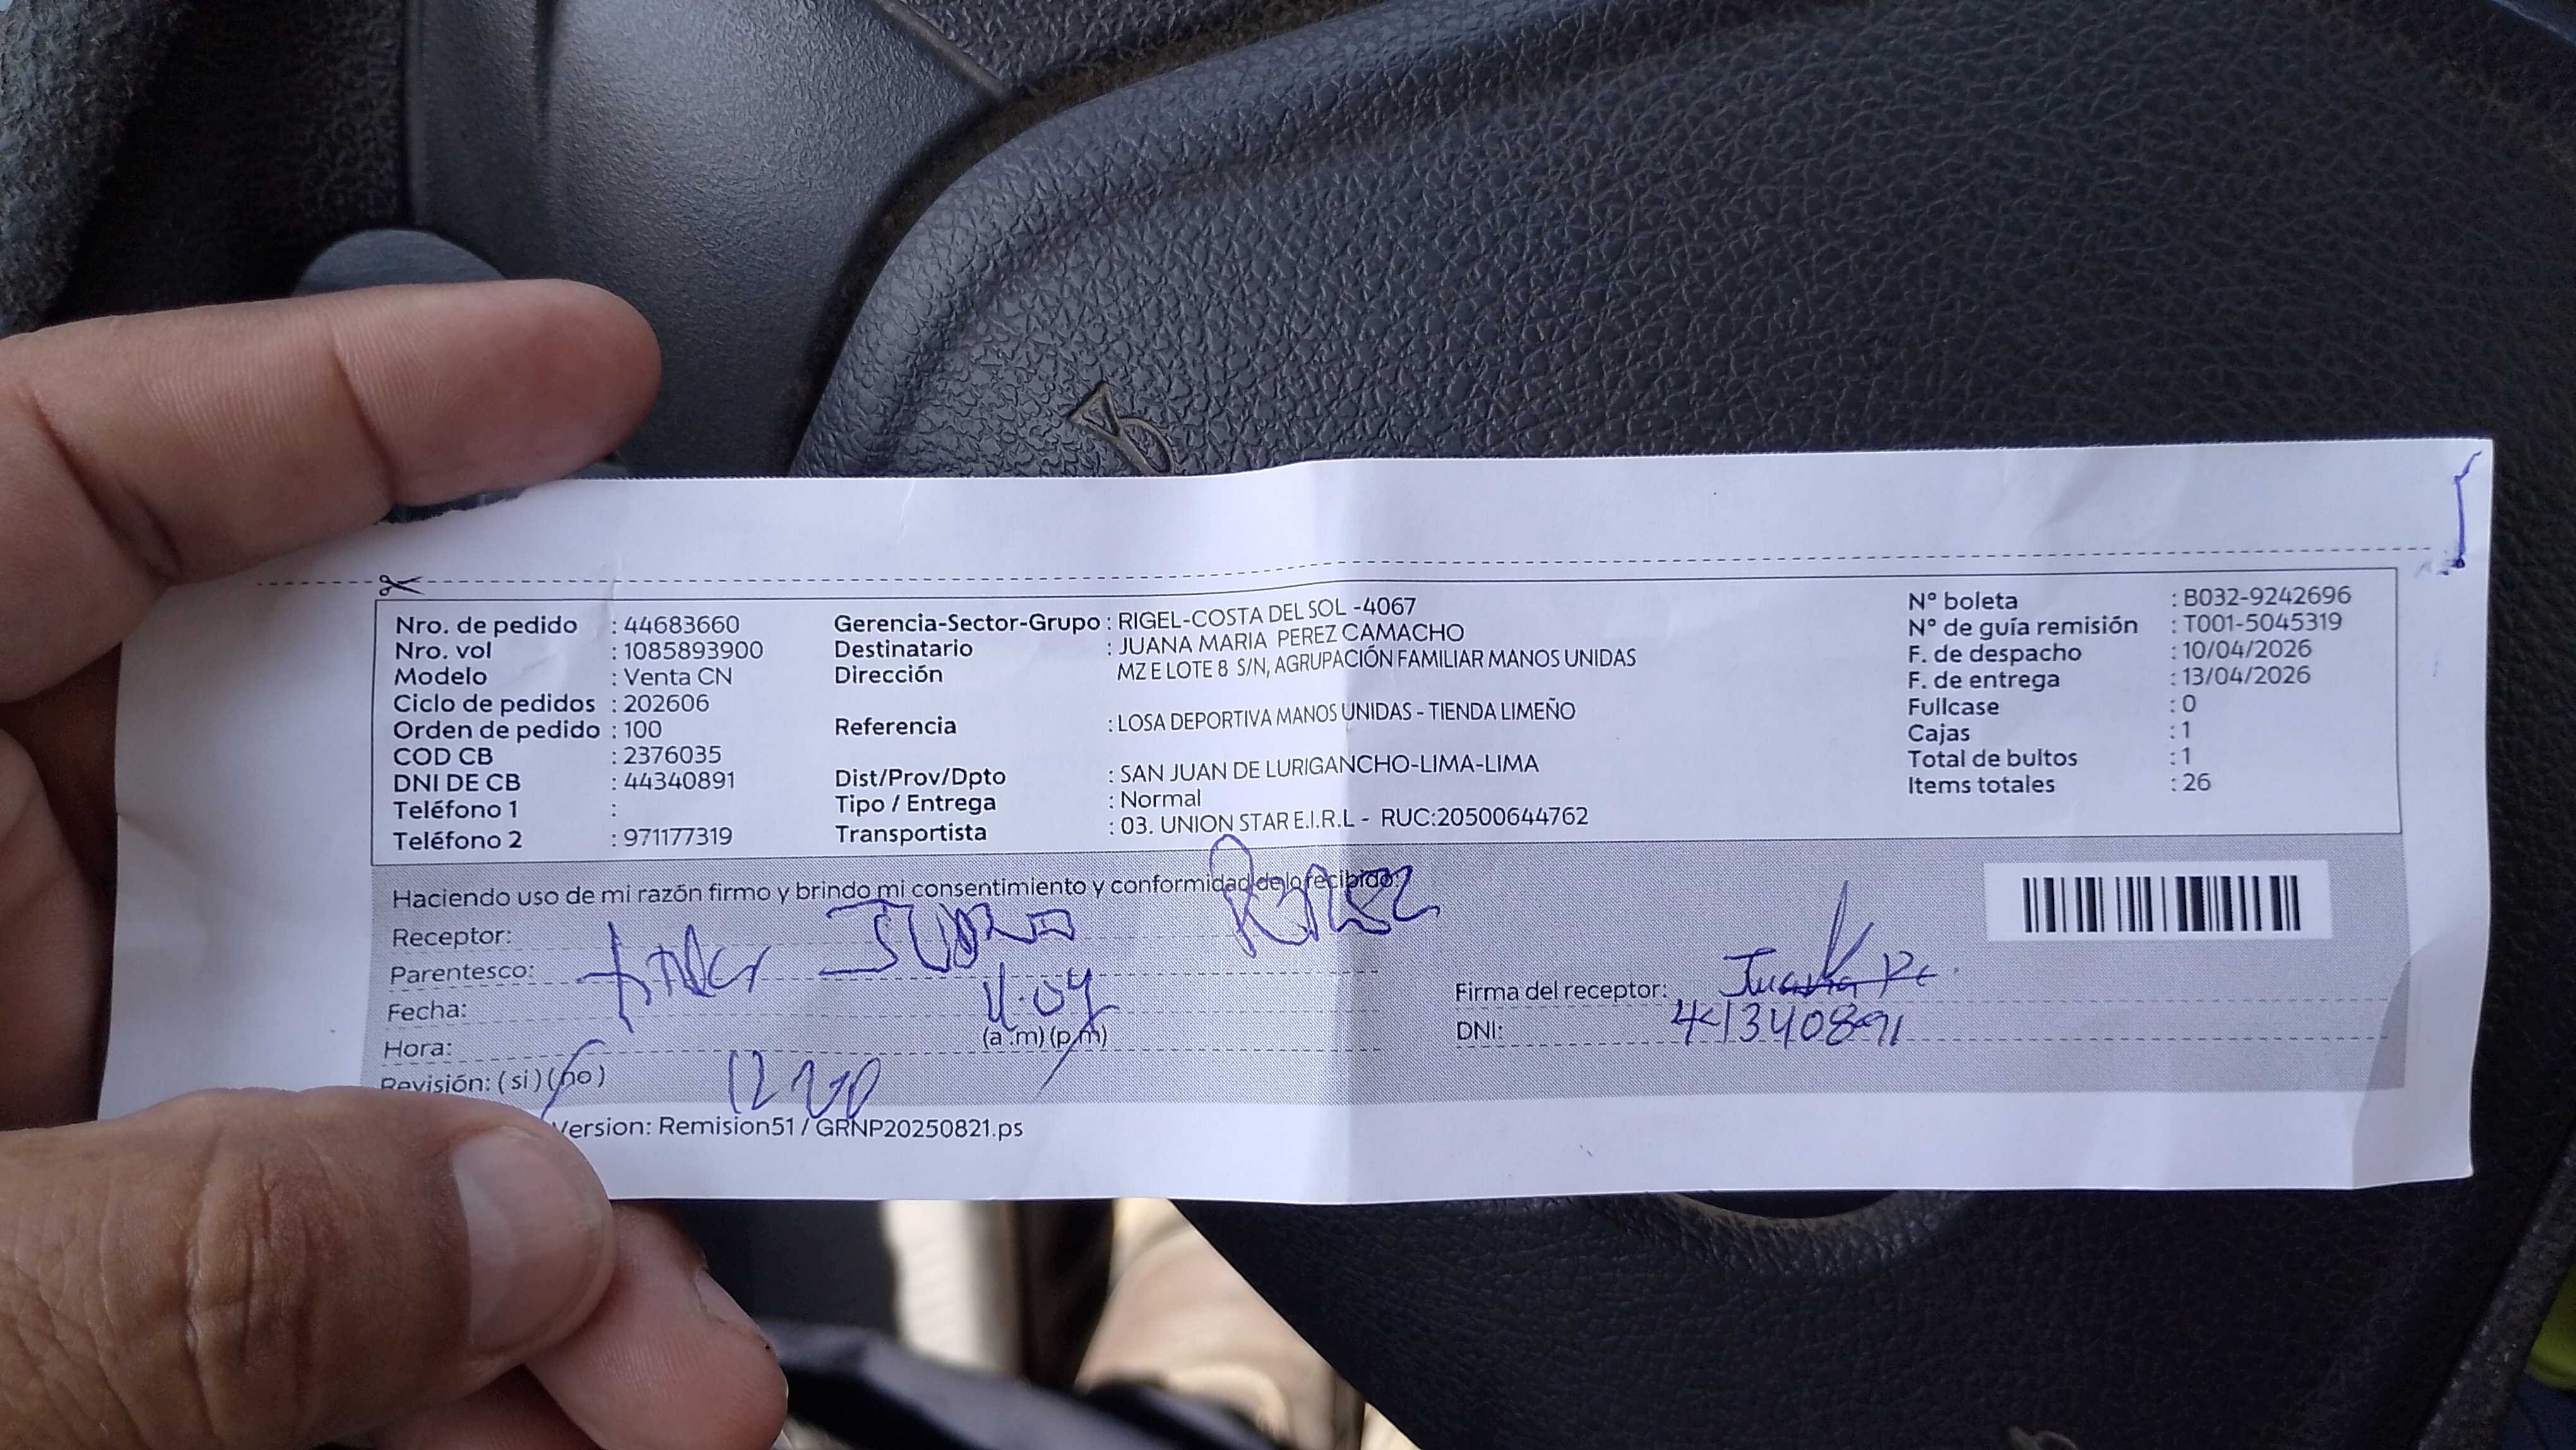 Nro. de pedido : 44683660
Nro. vol : 1085893900
Modelo : Venta CN
Ciclo de pedidos : 202606
Orden de pedido : 100
COD CB : 2376035
DNI DE CB : 44340891
Teléfono 1 :
Teléfono 2 : 971177319
Gerencia-Sector-Grupo : RIGEL-COSTA DEL SOL -4067
Destinatario : JUANA MARIA PEREZ CAMACHO
Dirección MZ E LOTE 8 S/N, AGRUPACIÓN FAMILIAR MANOS UNIDAS
Referencia : LOSA DEPORTIVA MANOS UNIDAS - TIENDA LIMEÑO
Dist/Prov/Dpto : SAN JUAN DE LURIGANCHO-LIMA-LIMA
Tipo / Entrega : Normal
Transportista : 03. UNION STAR E.I.R.L - RUC:20500644762
N° boleta : B032-9242696
N° de guía remisión : T001-5045319
F. de despacho : 10/04/2026
F. de entrega : 13/04/2026
Fullcase : 0
Cajas : 1
Total de bultos : 1
Items totales : 26
Haciendo uso de mi razón firmo y brindo mi consentimiento y conformidad de lo recibido:
Receptor:
Parentesco:
Fecha:
Hora: (a .m) (p.m)
Revisión: (si) (no)
Firma del receptor: Juana Pe.
DNI:
Version: Remision51 / GRNP20250821.ps